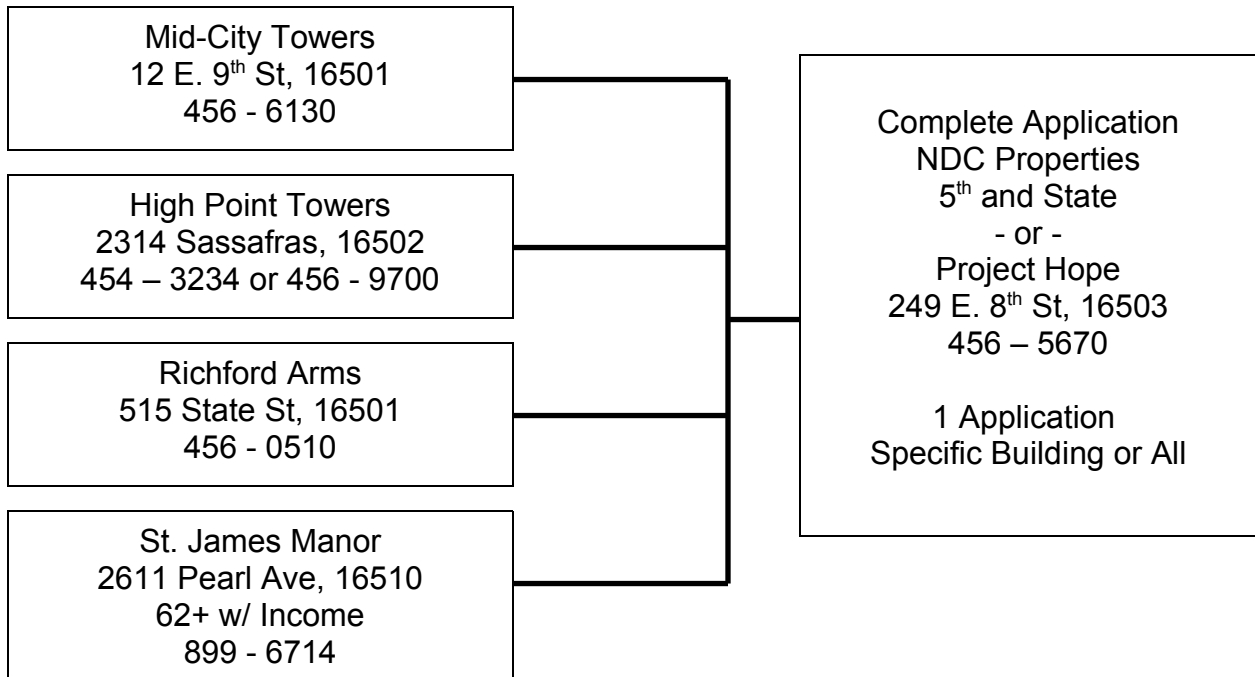 Mid-City Towers
12 E. 9th St, 16501
456 - 6130
High Point Towers
2314 Sassafras, 16502
454 – 3234 or 456 - 9700
Richford Arms
515 State St, 16501
456 - 0510
St. James Manor
2611 Pearl Ave, 16510
62+ w/ Income
899 - 6714
Complete Application
NDC Properties
5th and State
- or -
Project Hope
249 E. 8th St, 16503
456 – 5670
1 Application
Specific Building or All